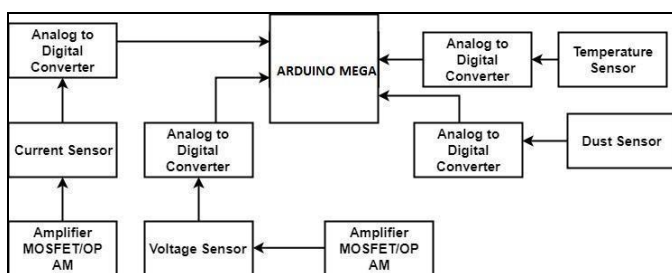 Analog to
Digital
Converter
ARDUINO MEGA
Analog to
Digital
Converter
Temperature
Sensor
Current Sensor
Analog to
Digital
Converter
Analog to
Digital
Converter
Dust Sensor
Amplifier
MOSFET/OP
AM
Voltage Sensor
Amplifier
MOSFET/OP
AM